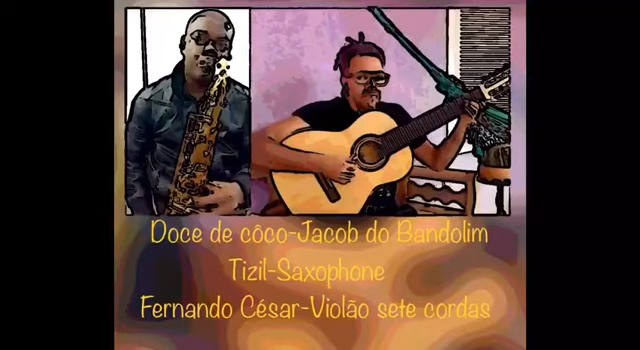 Doce de côco-Jacob do Bandolim
Tizil-Saxophone
Fernando César-Violão sete cordas